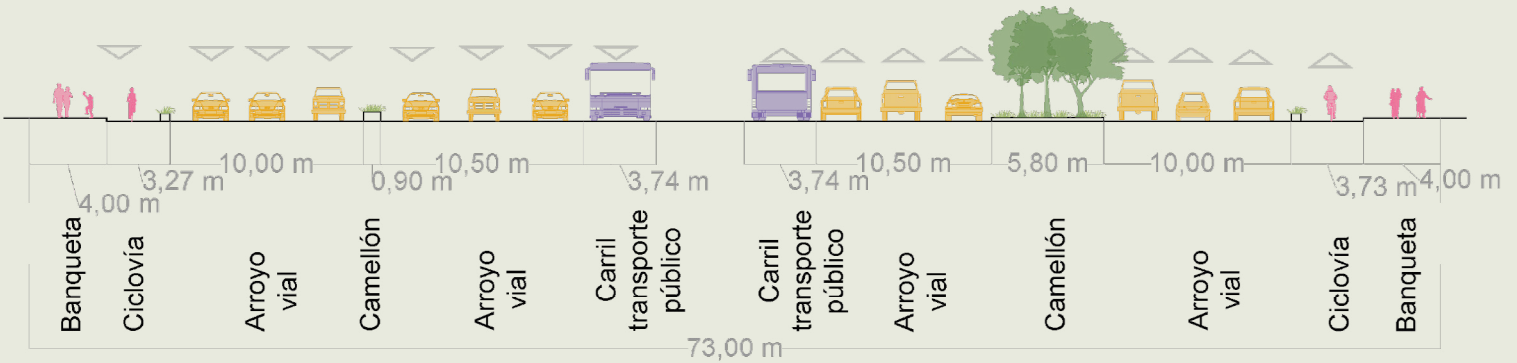 10,00 m
10,50 m
10,50 m
5,80 m
10,00 m
3,27 m
0,90 m
3,74 m
3,74 m
3,73 m
4,00 m
4,00 m
Banqueta
Ciclovía
Arroyo
vial
Camellón
Arroyo
vial
Carril
transporte
público
Carril
transporte
público
Arroyo
vial
Camellón
Arroyo
vial
Ciclovía
Banqueta
73,00 m